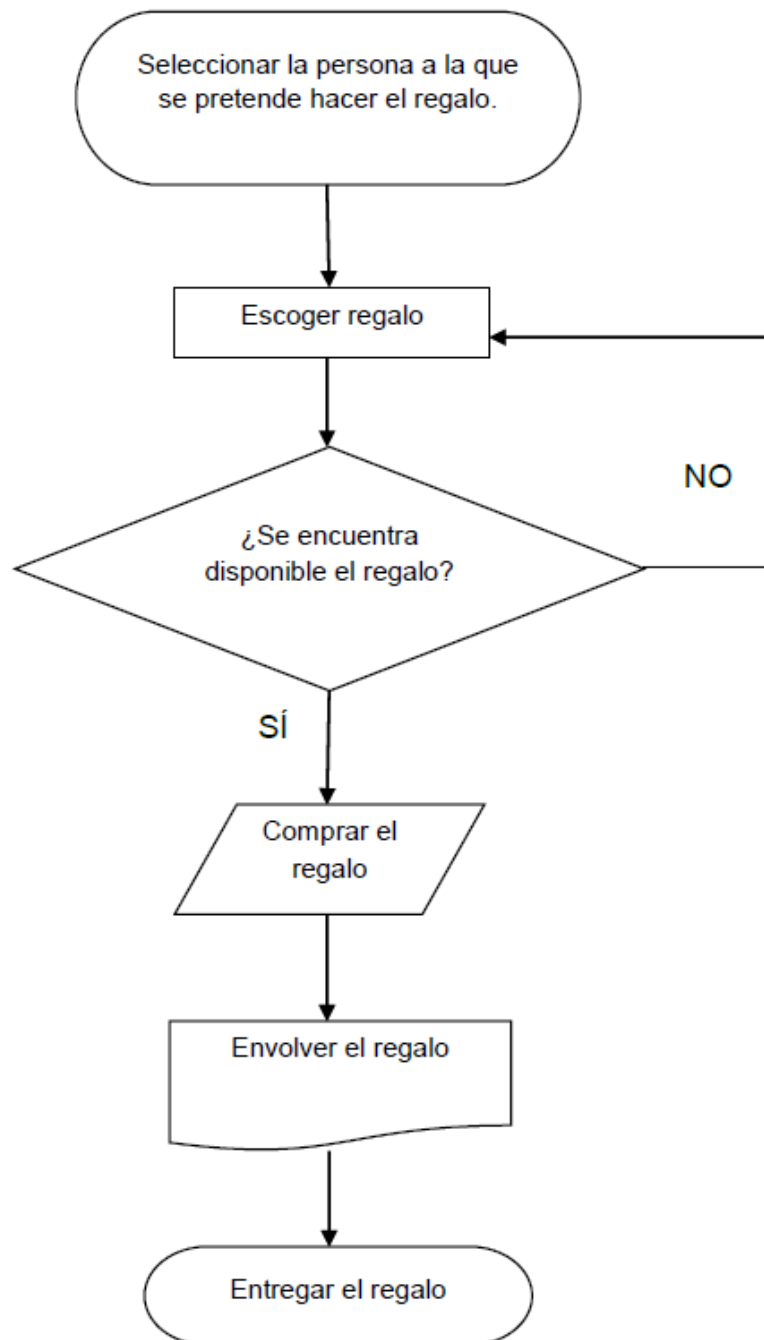 Seleccionar la persona a la que
se pretende hacer el regalo.
Escoger regalo
NO
¿Se encuentra
disponible el regalo?
SÍ
Comprar el
regalo
Envolver el regalo
Entregar el regalo